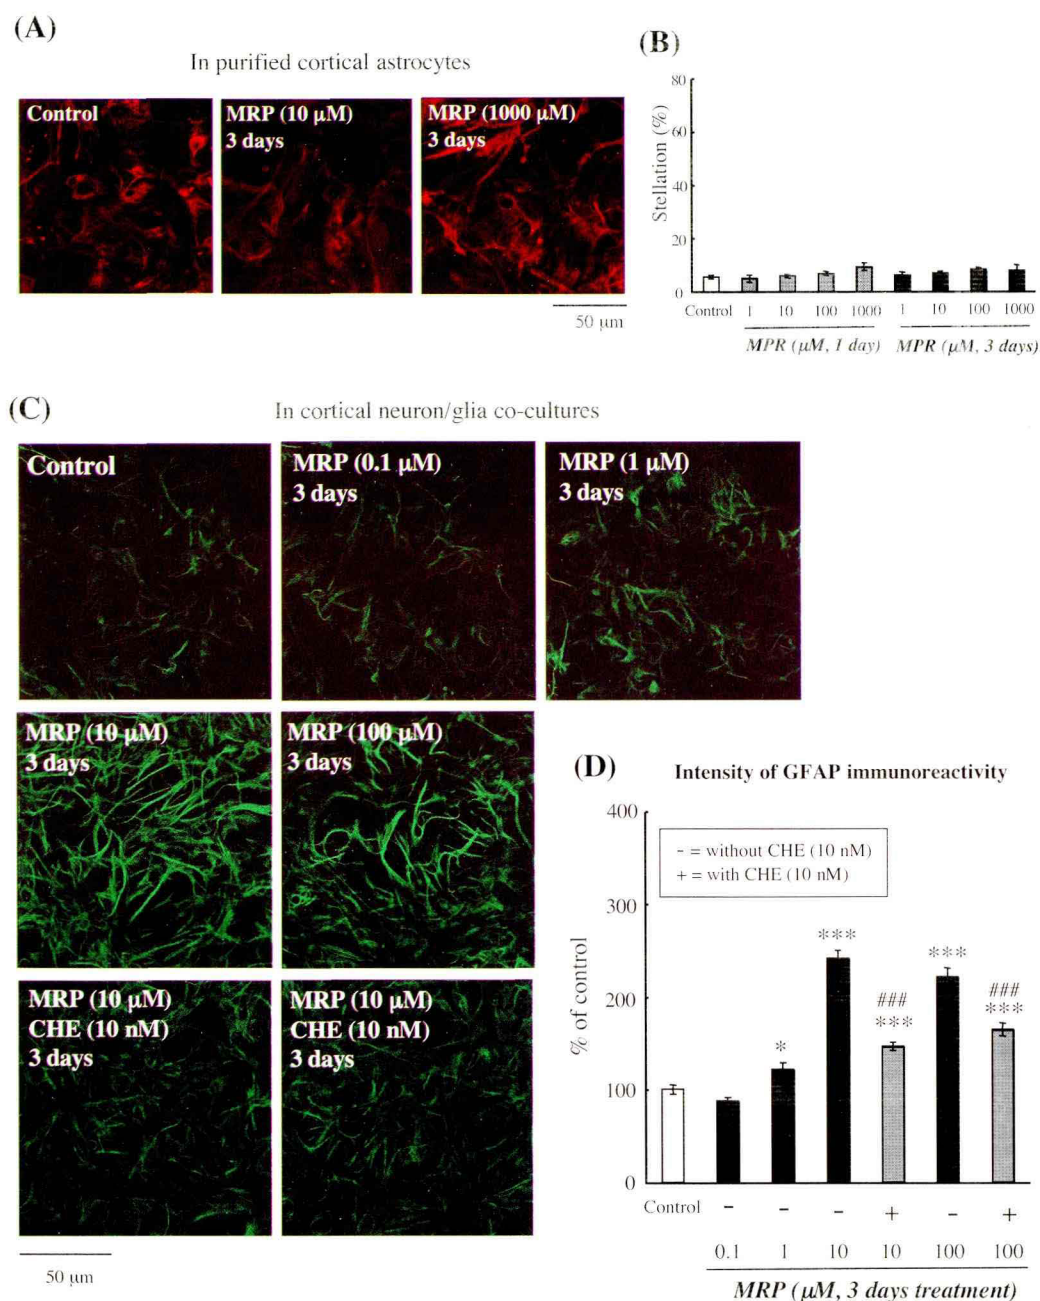 (A)
In purified cortical astrocytes
Control
MRP (10 μM)
3 days
MRP (1000 μM)
3 days
50 μm
(B)
Stellation (%)
80
60
40
20
0
Control 1 10 100 1000 1 10 100 1000
MPR (μM, 1 day) MPR (μM, 3 days)
(C)
In cortical neuron/glia co-cultures
Control
MRP (0.1 μM)
3 days
MRP (1 μM)
3 days
MRP (10 μM)
3 days
MRP (100 μM)
3 days
MRP (10 μM)
CHE (10 nM)
3 days
MRP (10 μM)
CHE (10 nM)
3 days
50 μm
(D)
Intensity of GFAP immunoreactivity
% of control
400
300
200
100
0
- = without CHE (10 nM)
+ = with CHE (10 nM)
*
***
###
***
***
###
***
Control - - - + - +
0.1 1 10 10 100 100
MRP (μM, 3 days treatment)